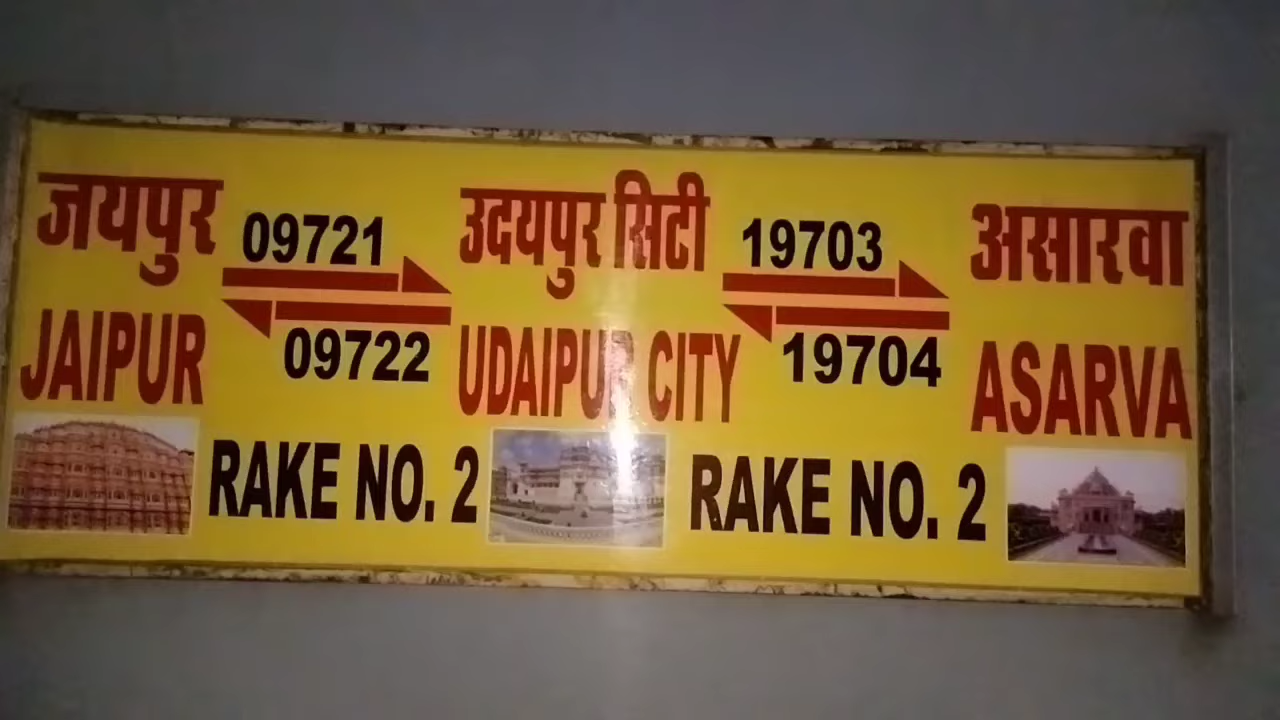 जयपुर 09721 उदयपुर सिटी 19703 असारवा
JAIPUR 09722 UDAIPUR CITY 19704 ASARVA
RAKE NO. 2 RAKE NO. 2